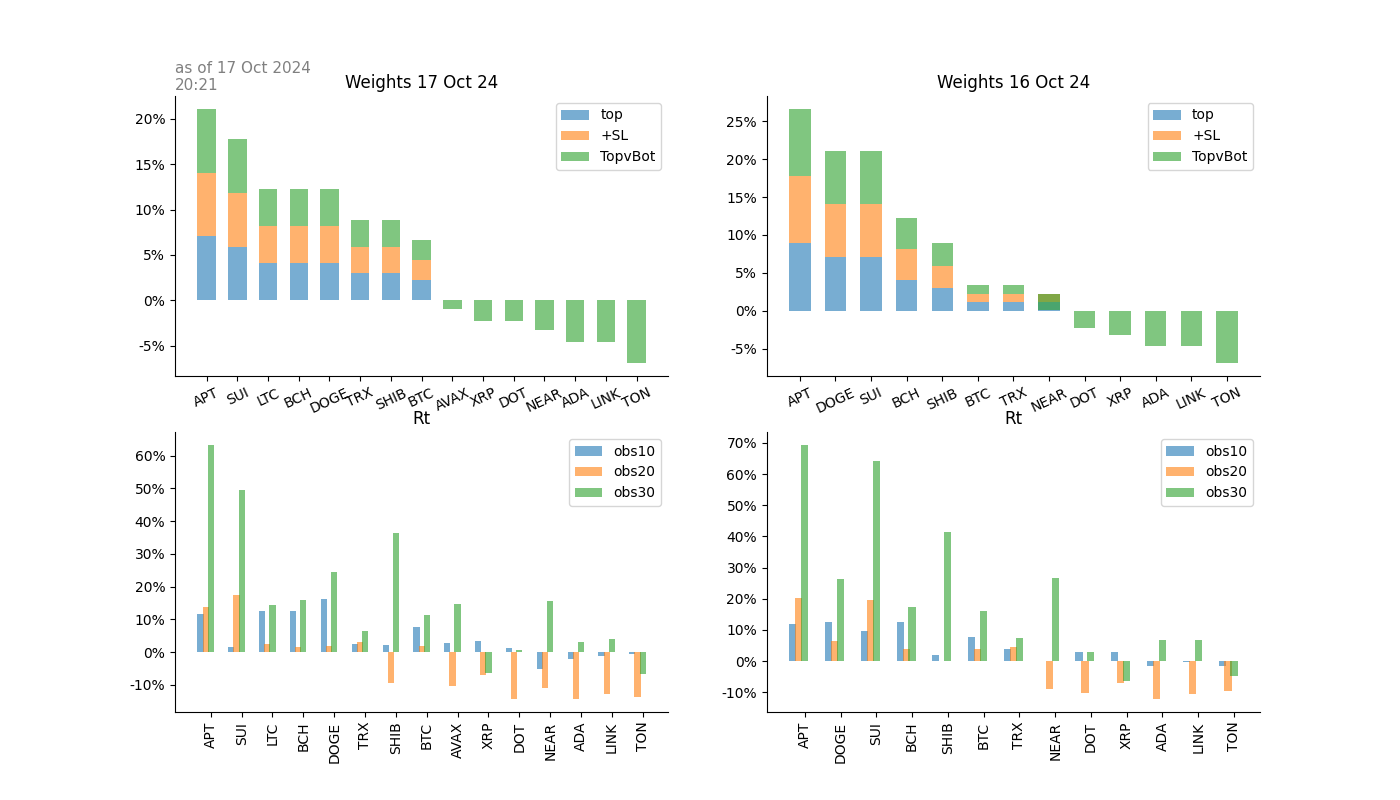 as of 17 Oct 2024
20:21
Weights 17 Oct 24
20%
15%
10%
5%
0%
-5%
top
+SL
TopvBot
APT SUI LTC BCH DOGE TRX SHIB BTC AVAX XRP DOT NEAR ADA LINK TON
Weights 16 Oct 24
25%
20%
15%
10%
5%
0%
-5%
top
+SL
TopvBot
APT DOGE SUI BCH SHIB BTC TRX NEAR DOT XRP ADA LINK TON
Rt
60%
50%
40%
30%
20%
10%
0%
-10%
obs10
obs20
obs30
APT SUI LTC BCH DOGE TRX SHIB BTC AVAX XRP DOT NEAR ADA LINK TON
Rt
70%
60%
50%
40%
30%
20%
10%
0%
-10%
obs10
obs20
obs30
APT DOGE SUI BCH SHIB BTC TRX NEAR DOT XRP ADA LINK TON